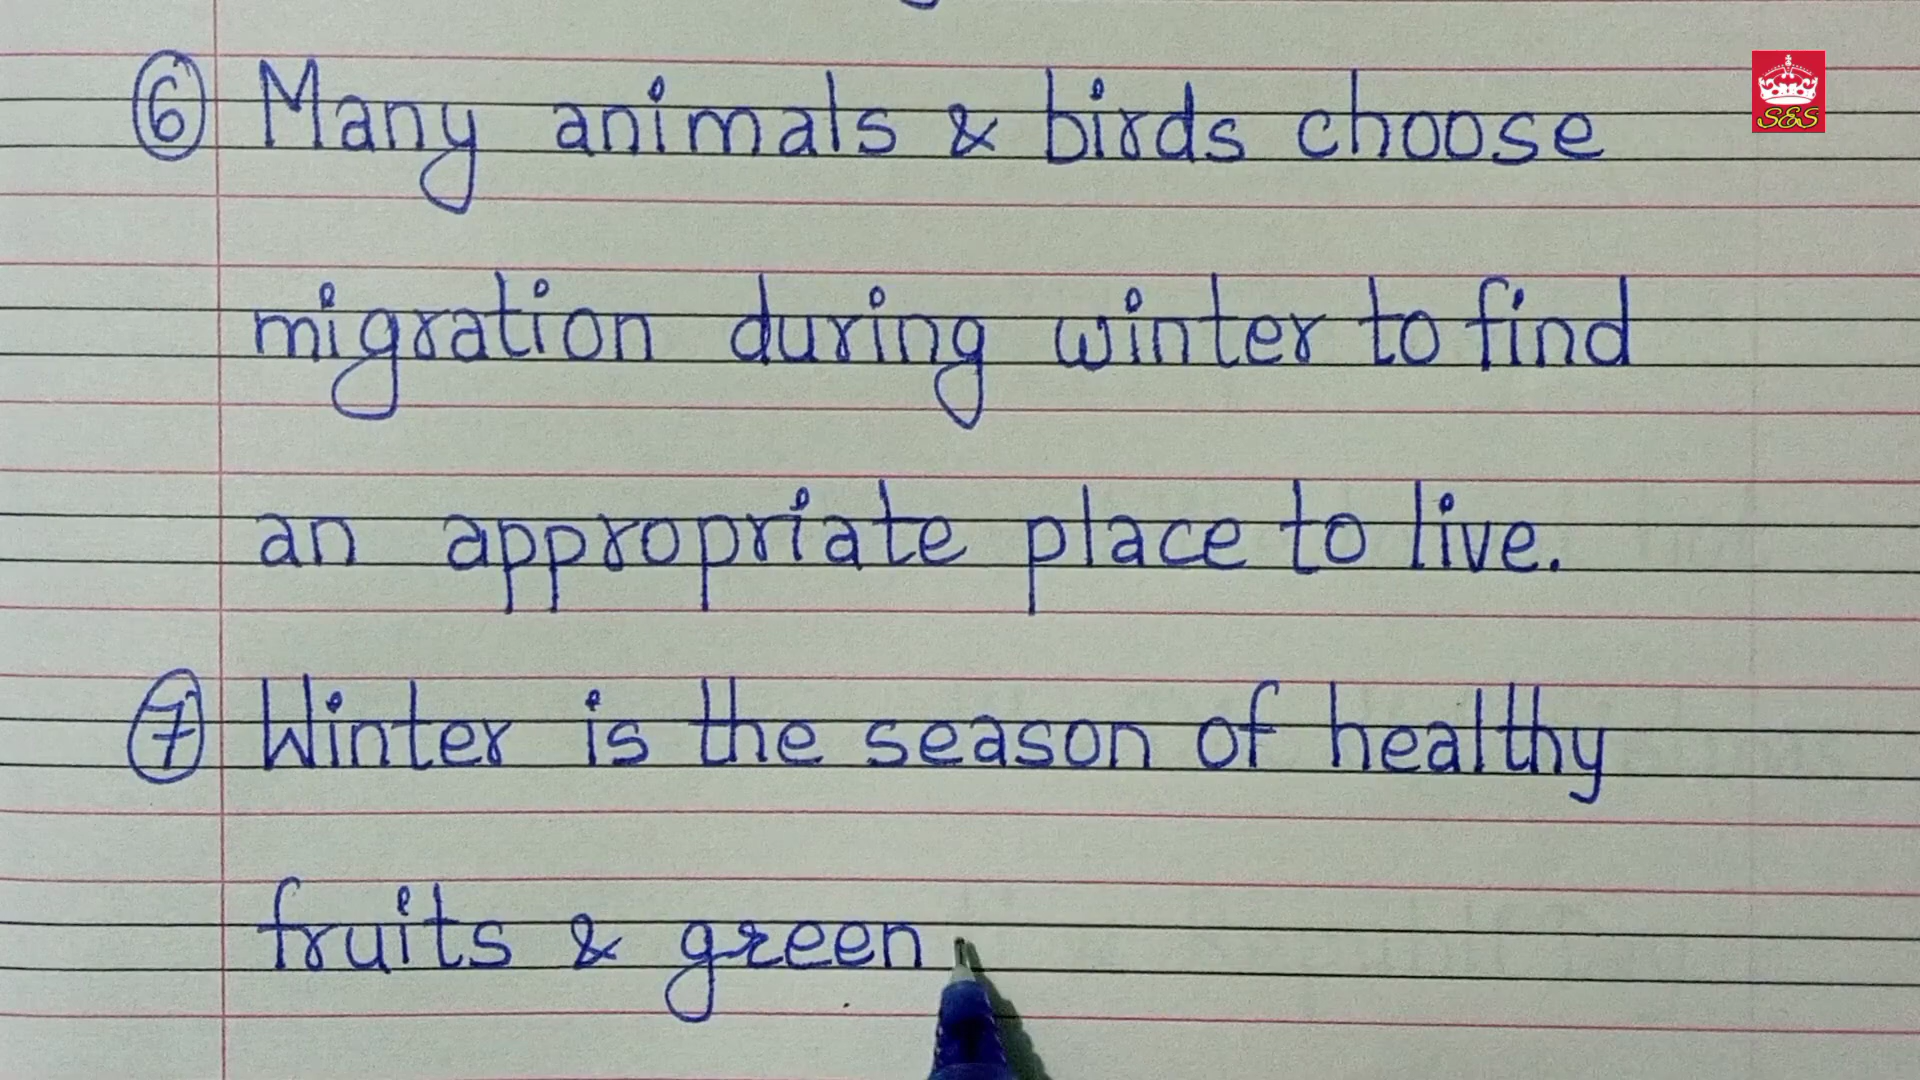 ⑥ Many animals & birds choose
migration during winter to find
an appropriate place to live.
⑦ Winter is the season of healthy
fruits & green
S&S